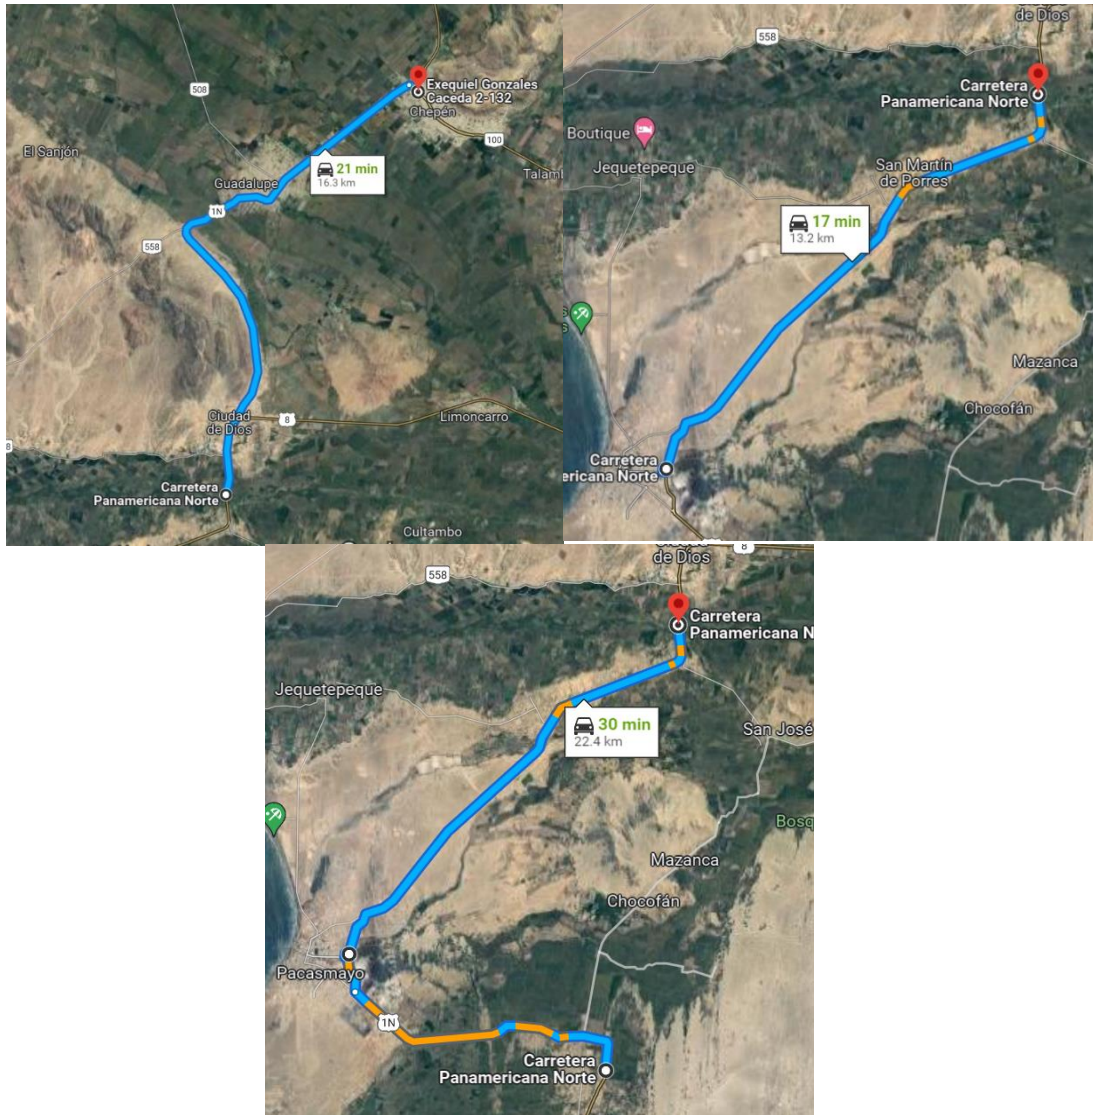 Exequiel Gonzales
Caceda 2-132
Chepén
508
100
El Sanjón
21 min
16.3 km
Guadalupe
1N
558
Ciudad
de Dios
8
Limoncarro
8
Carretera
Panamericana Norte
Cultambo
de Dios
558
Carretera
Panamericana Norte
Boutique
Jequetepeque
San Martín
de Porres
17 min
13.2 km
Mazanca
Chocofán
Carretera
ericana Norte
de Dios
8
558
Carretera
Panamericana N
Jequetepeque
30 min
22.4 km
San José
Bosq
Mazanca
Chocofán
Pacasmayo
1N
Carretera
Panamericana Norte